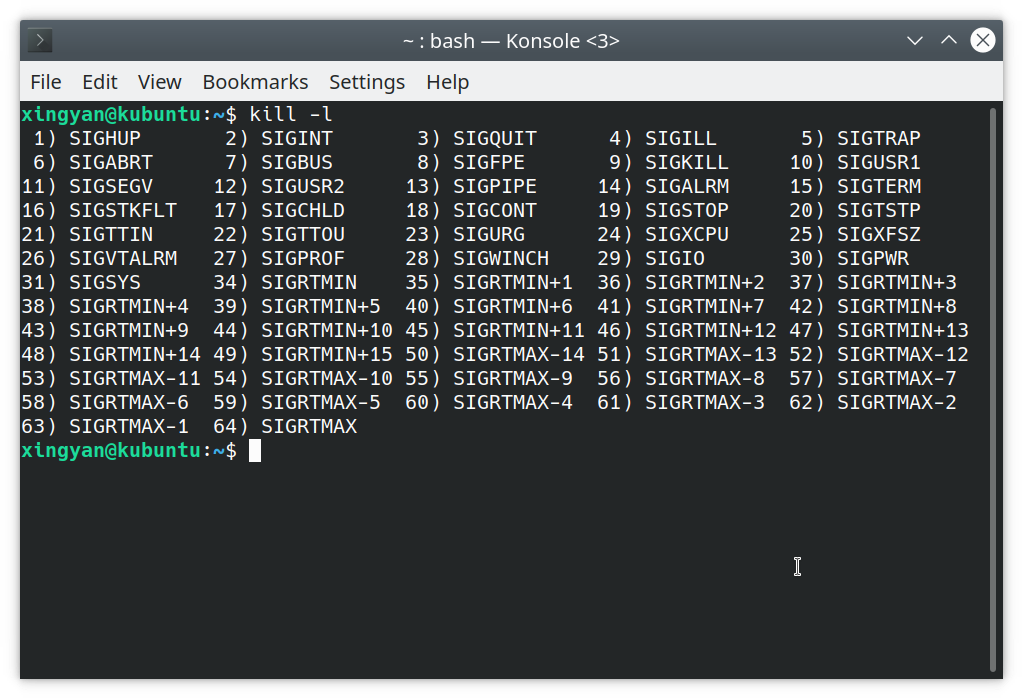 ~ : bash — Konsole <3>
File Edit View Bookmarks Settings Help
xingyan@kubuntu:~$ kill -l
 1) SIGHUP       2) SIGINT       3) SIGQUIT      4) SIGILL       5) SIGTRAP
 6) SIGABRT      7) SIGBUS       8) SIGFPE       9) SIGKILL     10) SIGUSR1
11) SIGSEGV     12) SIGUSR2     13) SIGPIPE     14) SIGALRM     15) SIGTERM
16) SIGSTKFLT   17) SIGCHLD     18) SIGCONT     19) SIGSTOP     20) SIGTSTP
21) SIGTTIN     22) SIGTTOU     23) SIGURG      24) SIGXCPU     25) SIGXFSZ
26) SIGVTALRM   27) SIGPROF     28) SIGWINCH    29) SIGIO       30) SIGPWR
31) SIGSYS      34) SIGRTMIN    35) SIGRTMIN+1  36) SIGRTMIN+2  37) SIGRTMIN+3
38) SIGRTMIN+4  39) SIGRTMIN+5  40) SIGRTMIN+6  41) SIGRTMIN+7  42) SIGRTMIN+8
43) SIGRTMIN+9  44) SIGRTMIN+10 45) SIGRTMIN+11 46) SIGRTMIN+12 47) SIGRTMIN+13
48) SIGRTMIN+14 49) SIGRTMIN+15 50) SIGRTMAX-14 51) SIGRTMAX-13 52) SIGRTMAX-12
53) SIGRTMAX-11 54) SIGRTMAX-10 55) SIGRTMAX-9  56) SIGRTMAX-8  57) SIGRTMAX-7
58) SIGRTMAX-6  59) SIGRTMAX-5  60) SIGRTMAX-4  61) SIGRTMAX-3  62) SIGRTMAX-2
63) SIGRTMAX-1  64) SIGRTMAX
xingyan@kubuntu:~$